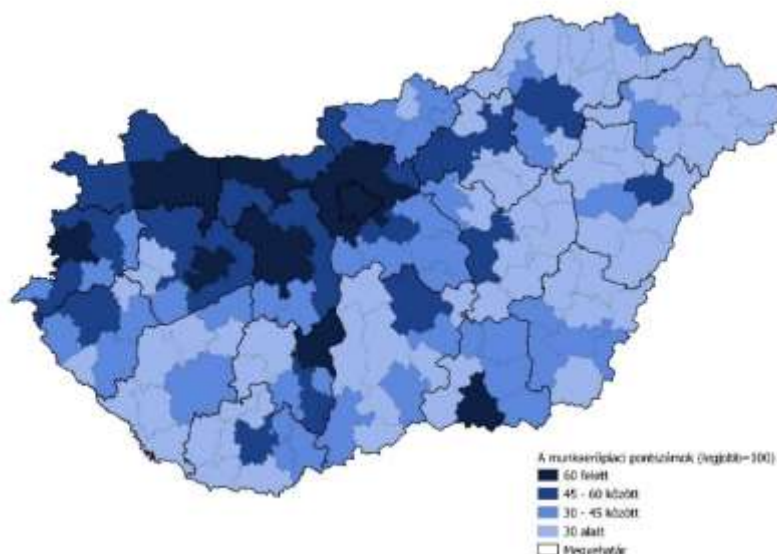 A munkaerőpiaci pontszámok (legjobb=100)
60 felett
45 - 60 között
30 - 45 között
30 alatt
Megyehatár